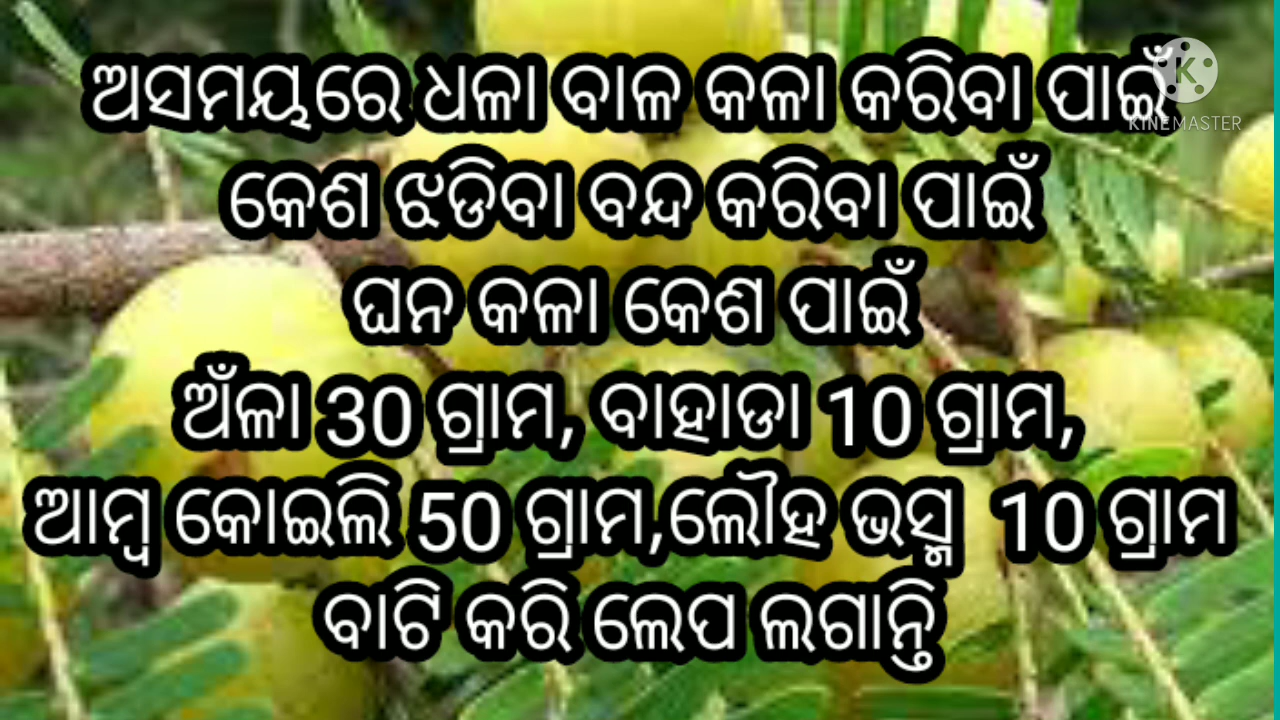 ଅସମୟରେ ଧଳା ବାଳ କଳା କରିବା ପାଇଁ
KINEMASTER
କେଶ ଝଡିବା ବନ୍ଦ କରିବା ପାଇଁ
ଘନ କଳା କେଶ ପାଇଁ
ଅଁଳା 30 ଗ୍ରାମ, ବାହାଡା 10 ଗ୍ରାମ,
ଆମ୍ବ କୋଇଲି 50 ଗ୍ରାମ,ଲୌହ ଭସ୍ମ 10 ଗ୍ରାମ
ବାଟି କରି ଲେପ ଲଗାନ୍ତି